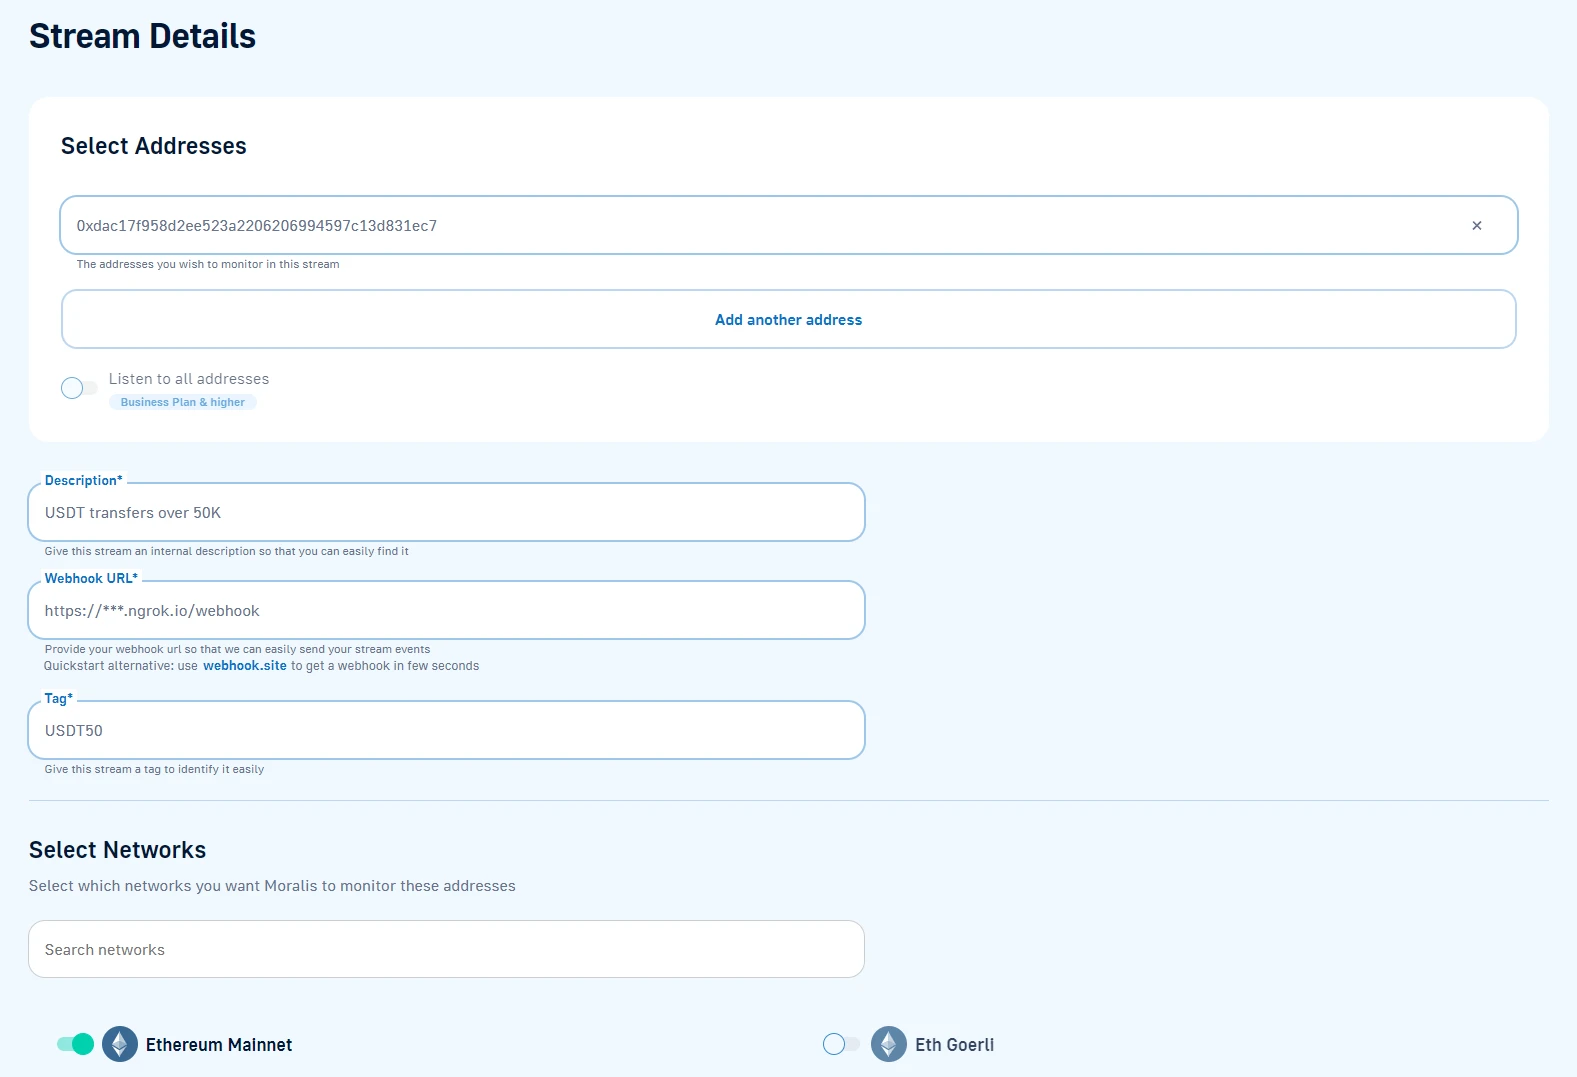 Stream Details
Select Addresses
0xdac17f958d2ee523a2206206994597c13d831ec7
The addresses you wish to monitor in this stream
Add another address
Listen to all addresses
Business Plan & higher
Description*
USDT transfers over 50K
Give this stream an internal description so that you can easily find it
Webhook URL*
https://***.ngrok.io/webhook
Provide your webhook url so that we can easily send your stream events
Quickstart alternative: use webhook.site to get a webhook in few seconds
Tag*
USDT50
Give this stream a tag to identify it easily
Select Networks
Select which networks you want Moralis to monitor these addresses
Search networks
Ethereum Mainnet
Eth Goerli